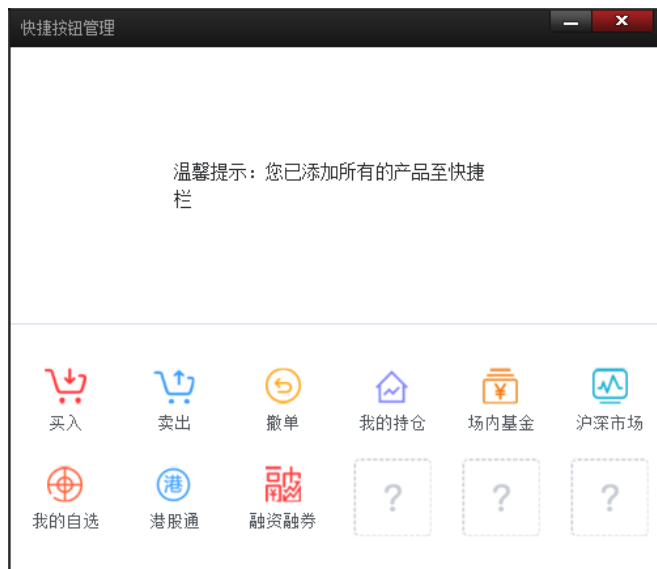 快捷按钮管理
温馨提示：您已添加所有的产品至快捷
栏
买入 卖出 撤单 我的持仓 场内基金 沪深市场
港 融
我的自选 港股通 融资融券
? ? ?